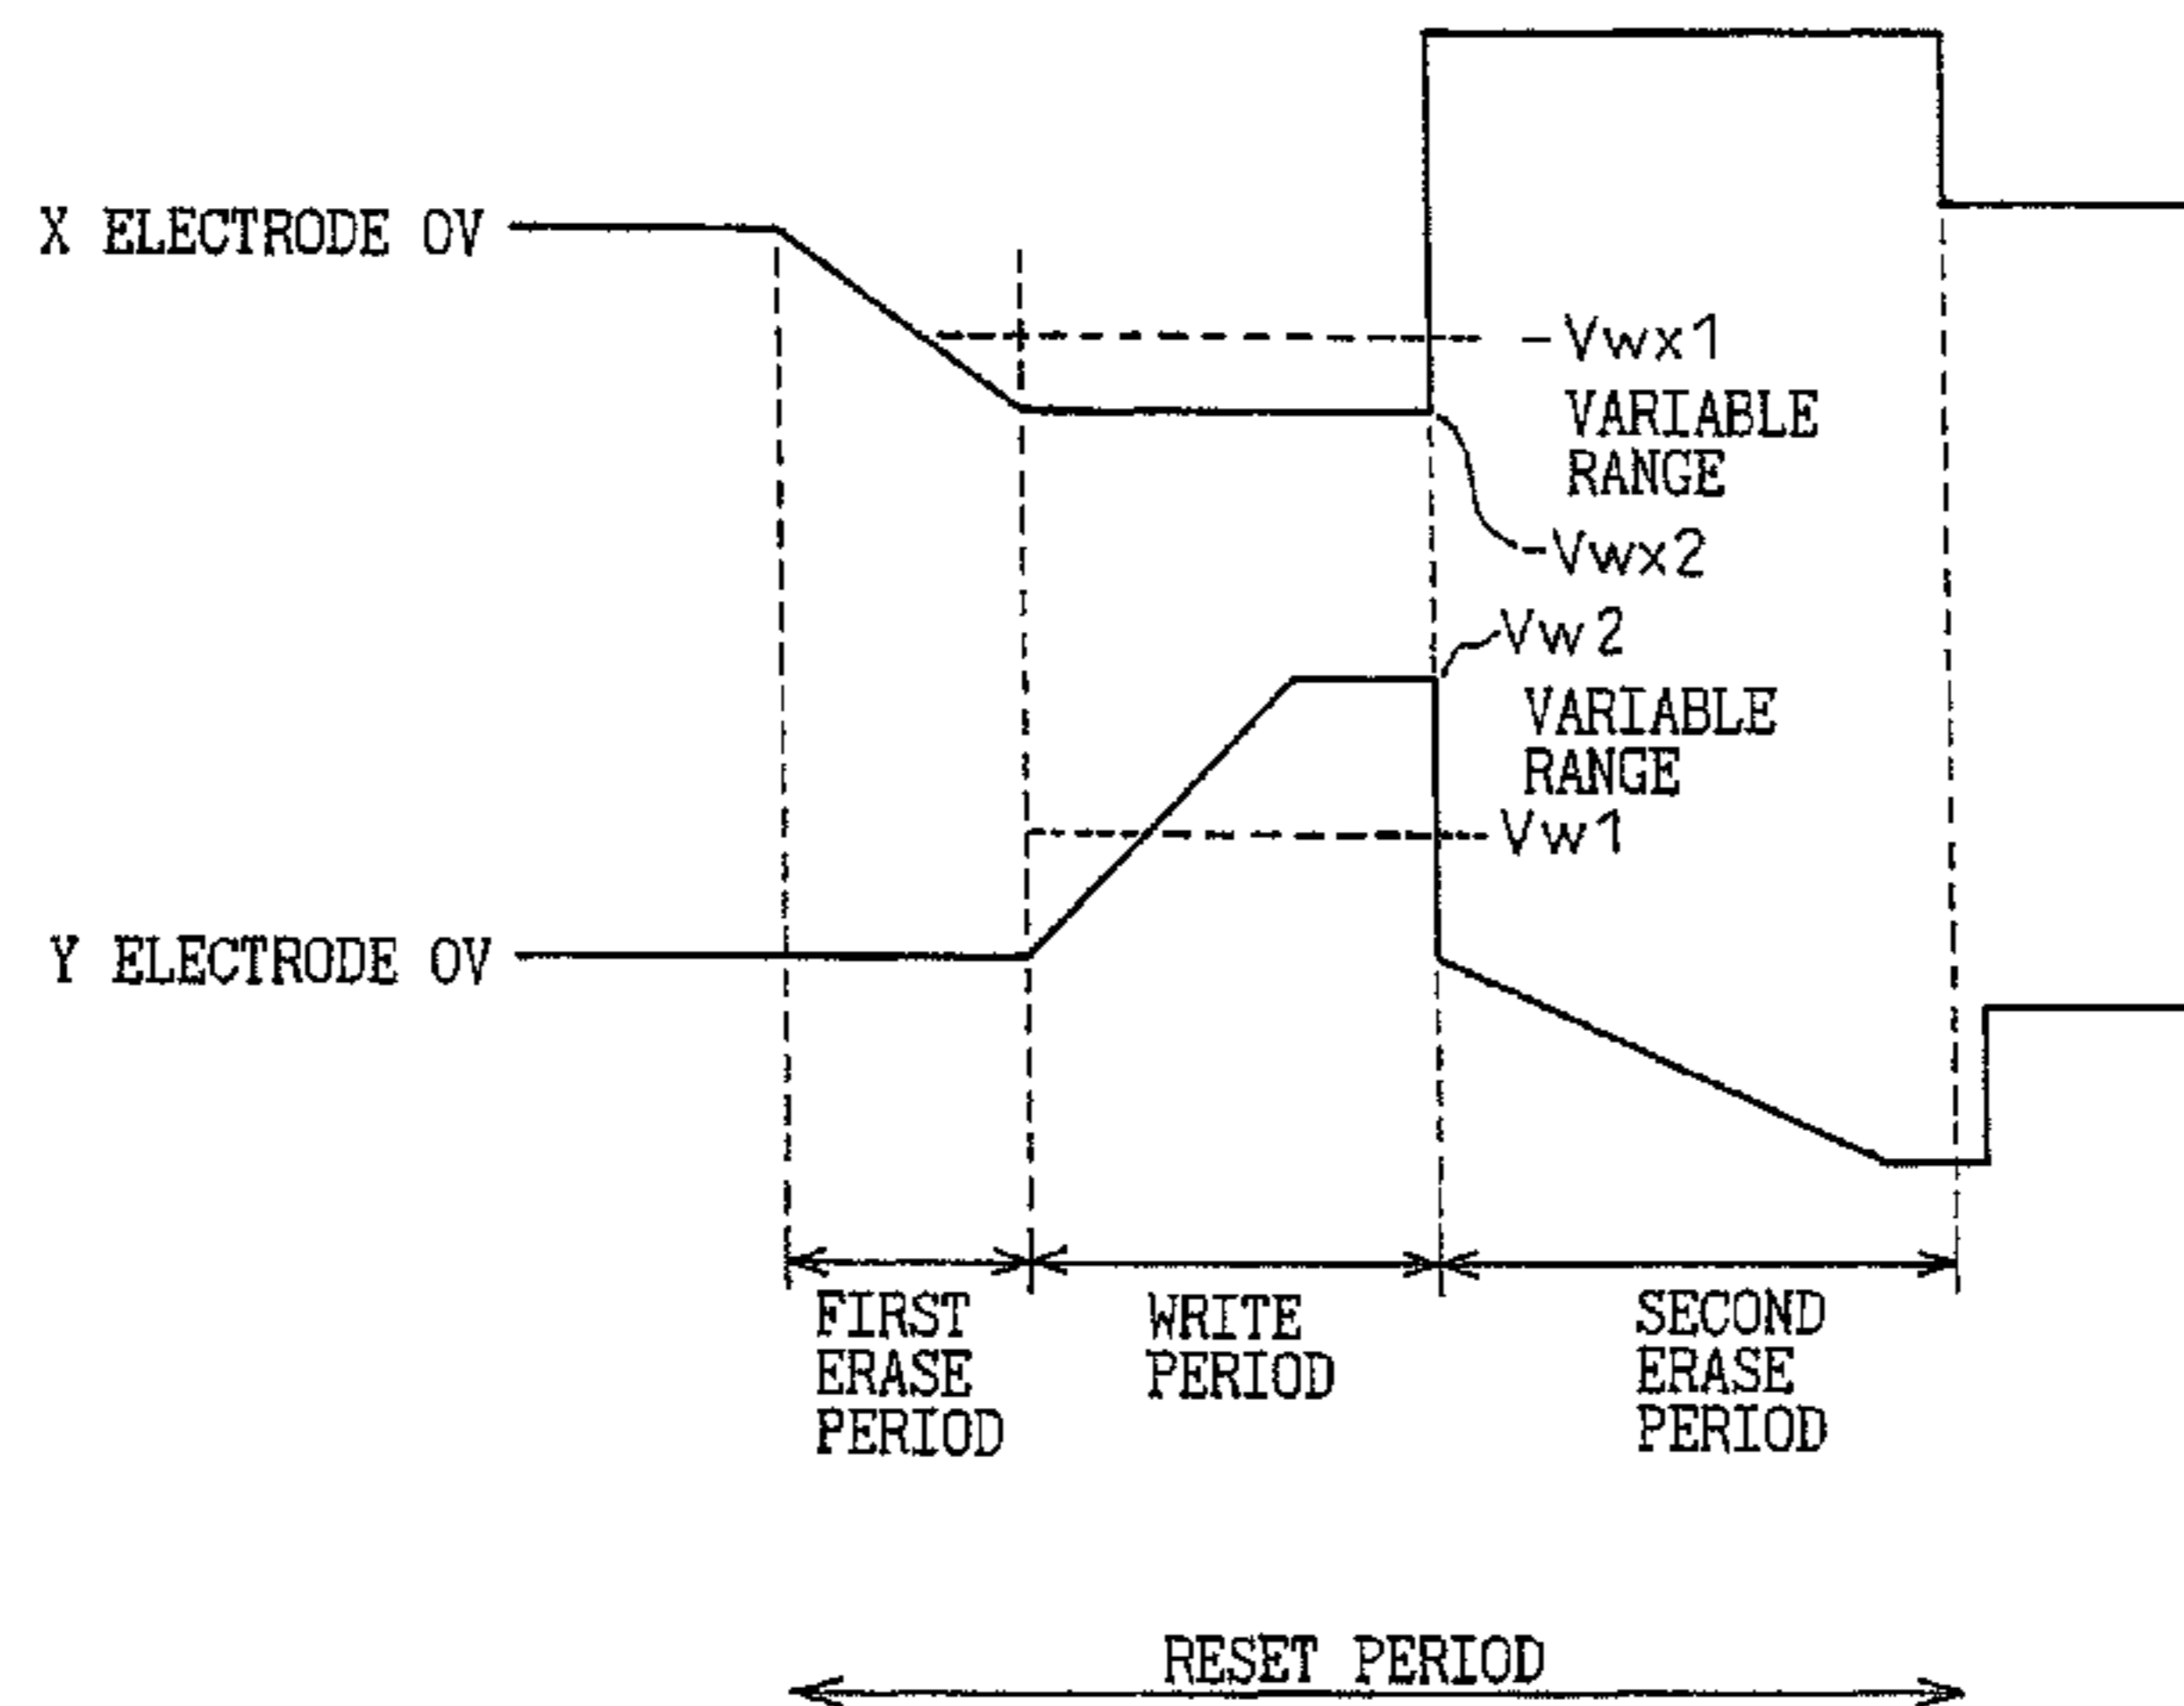 X ELECTRODE 0V
-Vwx1
VARIABLE
RANGE
-Vwx2
Vw2
VARIABLE
RANGE
Vw1
Y ELECTRODE 0V
FIRST
ERASE
PERIOD
WRITE
PERIOD
SECOND
ERASE
PERIOD
RESET PERIOD